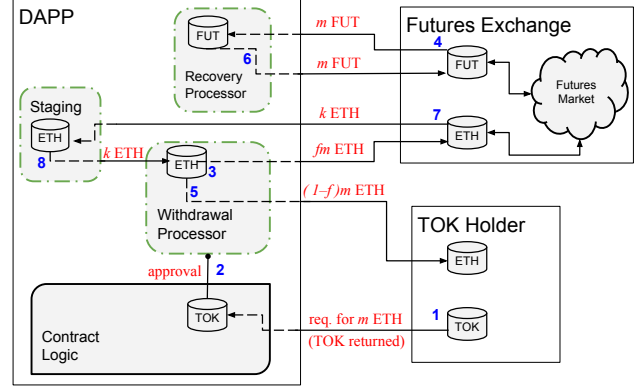 DAPP
FUT
6
Recovery
Processor
m FUT
m FUT
Futures Exchange
4
FUT
Futures
Market
7
ETH
Staging
ETH
8
k ETH
k ETH
ETH
3
fm ETH
5
(1–f)m ETH
Withdrawal
Processor
approval
2
TOK Holder
ETH
TOK
Contract
Logic
req. for m ETH
(TOK returned)
1
TOK